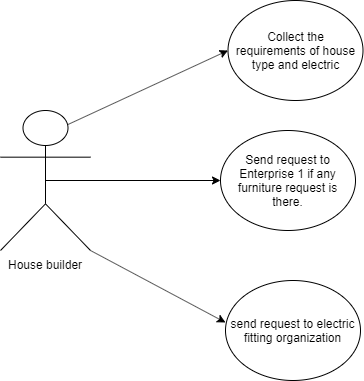 Collect the
requirements of house
type and electric
Send request to
Enterprise 1 if any
furniture request is
there.
House builder
send request to electric
fitting organization